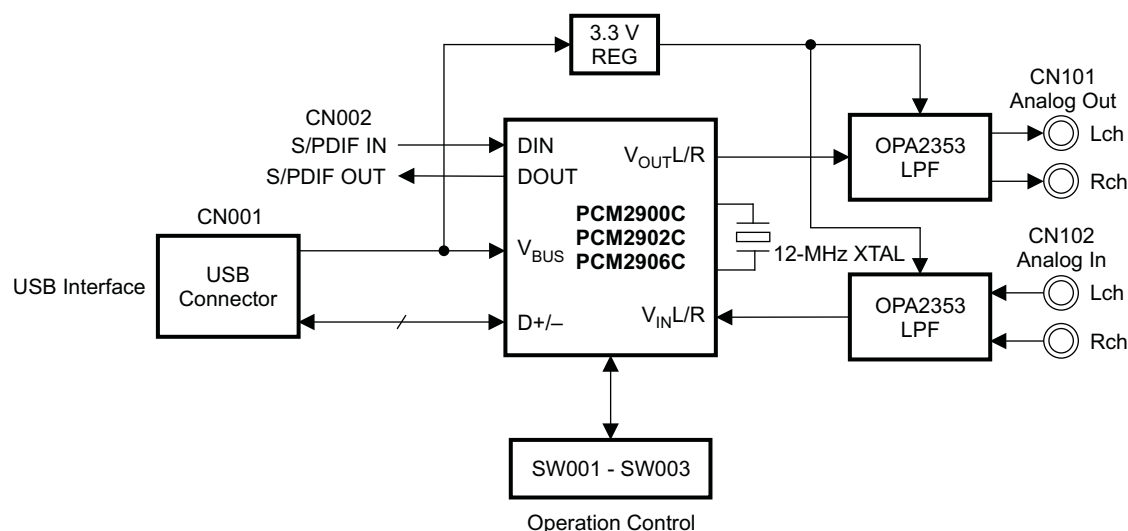 3.3 V
REG
CN101
Analog Out
Lch
Rch
OPA2353
LPF
CN002
S/PDIF IN
S/PDIF OUT
DIN
DOUT
VOUTL/R
PCM2900C
PCM2902C
PCM2906C
12-MHz XTAL
CN001
USB Interface
USB
Connector
VBUS
D+/–
VINL/R
OPA2353
LPF
CN102
Analog In
Lch
Rch
SW001 - SW003
Operation Control